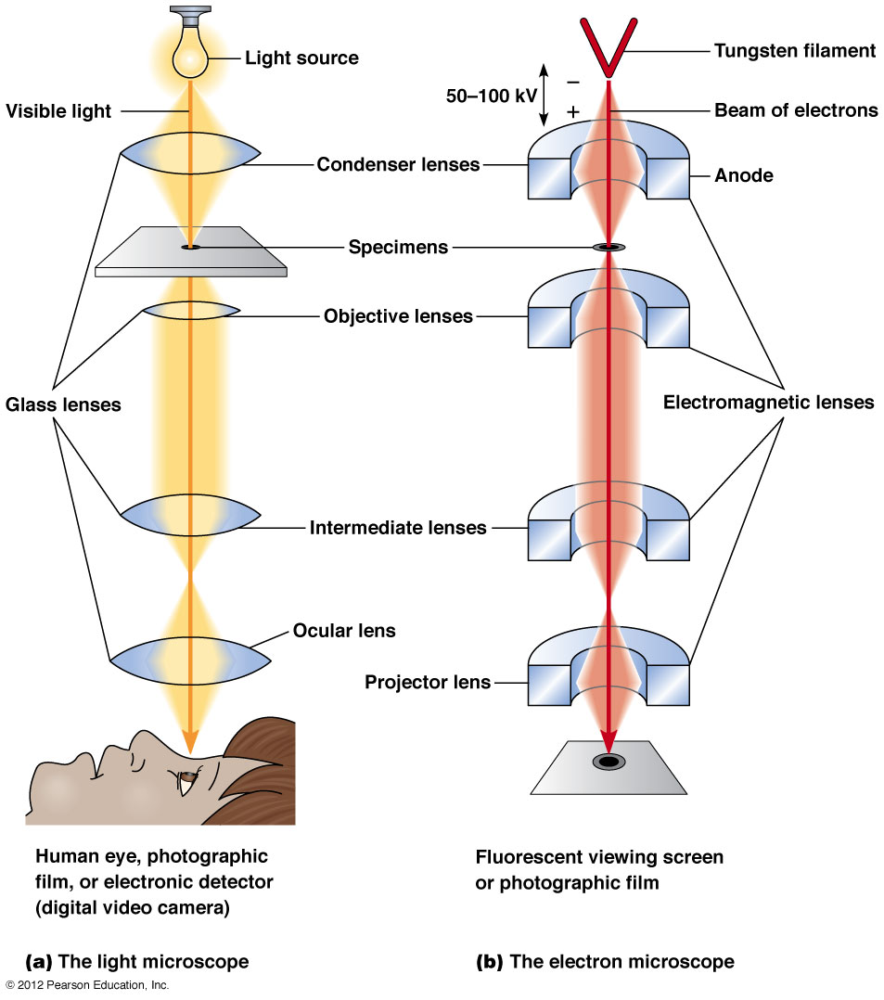 Light source
Tungsten filament
50–100 kV
–
+
Visible light
Beam of electrons
Condenser lenses
Anode
Specimens
Objective lenses
Glass lenses
Electromagnetic lenses
Intermediate lenses
Ocular lens
Projector lens
Human eye, photographic
film, or electronic detector
(digital video camera)
Fluorescent viewing screen
or photographic film
(a) The light microscope
(b) The electron microscope
© 2012 Pearson Education, Inc.